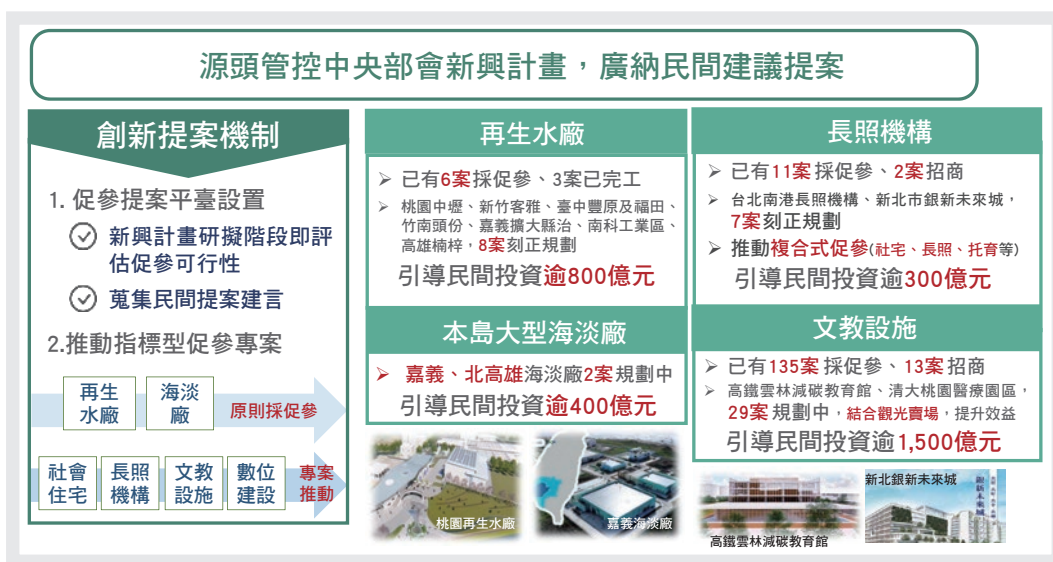 源頭管控中央部會新興計畫，廣納民間建議提案
創新提案機制
1. 促參提案平臺設置
新興計畫研擬階段即評
估促參可行性
蒐集民間提案建言
2.推動指標型促參專案
再生
水廠
海淡
廠
原則採促參
社會
住宅
長照
機構
文教
設施
數位
建設
專案
推動
再生水廠
➢ 已有6案採促參、3案已完工
➢ 桃園中壢、新竹客雅、臺中豐原及福田、
竹南頭份、嘉義擴大縣治、南科工業區、
高雄楠梓，8案刻正規劃
引導民間投資逾800億元
本島大型海淡廠
➢ 嘉義、北高雄海淡廠2案規劃中
引導民間投資逾400億元
桃園再生水廠
嘉義海淡廠
長照機構
➢ 已有11案採促參、2案招商
➢ 台北南港長照機構、新北市銀新未來城，
7案刻正規劃
➢ 推動複合式促參(社宅、長照、托育等)
引導民間投資逾300億元
文教設施
➢ 已有135案採促參、13案招商
➢ 高鐵雲林減碳教育館、清大桃園醫療園區，
29案規劃中，結合觀光賣場，提升效益
引導民間投資逾1,500億元
高鐵雲林減碳教育館
新北銀新未來城